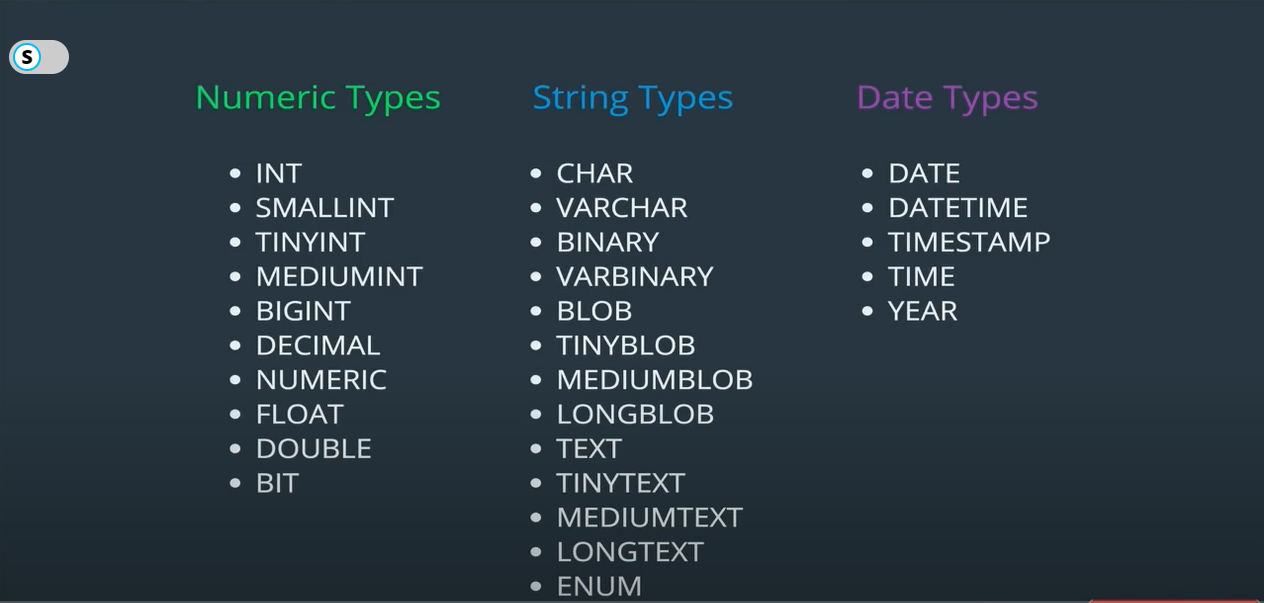 S
Numeric Types
• INT
• SMALLINT
• TINYINT
• MEDIUMINT
• BIGINT
• DECIMAL
• NUMERIC
• FLOAT
• DOUBLE
• BIT
String Types
• CHAR
• VARCHAR
• BINARY
• VARBINARY
• BLOB
• TINYBLOB
• MEDIUMBLOB
• LONGBLOB
• TEXT
• TINYTEXT
• MEDIUMTEXT
• LONGTEXT
• ENUM
Date Types
• DATE
• DATETIME
• TIMESTAMP
• TIME
• YEAR